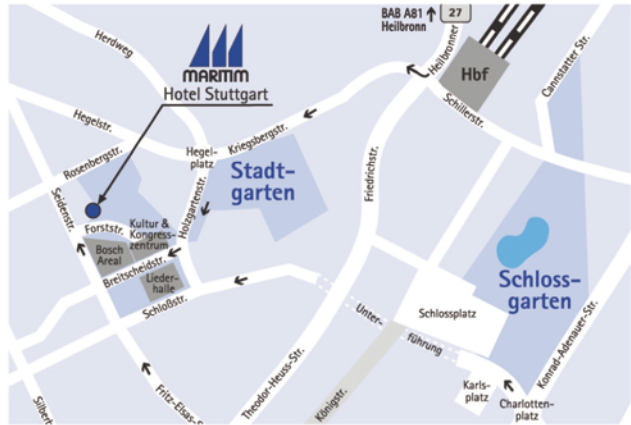 BAB A81
Heilbronn
27
Herdweg
MARITIM
Hotel Stuttgart
Heilbronner
Hbf
Cannstatter Str.
Schillerstr.
Hegelstr.
Kriegsbergstr.
Hegel-
platz
Rosenbergstr.
Stadt-
garten
Friedrichstr.
Seidenstr.
Holzgartenstr.
Forststr.
Kultur &
Kongress-
zentrum
Bosch
Areal
Breitscheidstr.
Lieder-
halle
Schloßstr.
Schloss-
garten
Schlossplatz
Unter-
führung
Konrad-Adenauer-Str.
Karls-
platz
Charlotten-
platz
Königstr.
Theodor-Heuss-Str.
Fritz-Elsas-S
Silberb